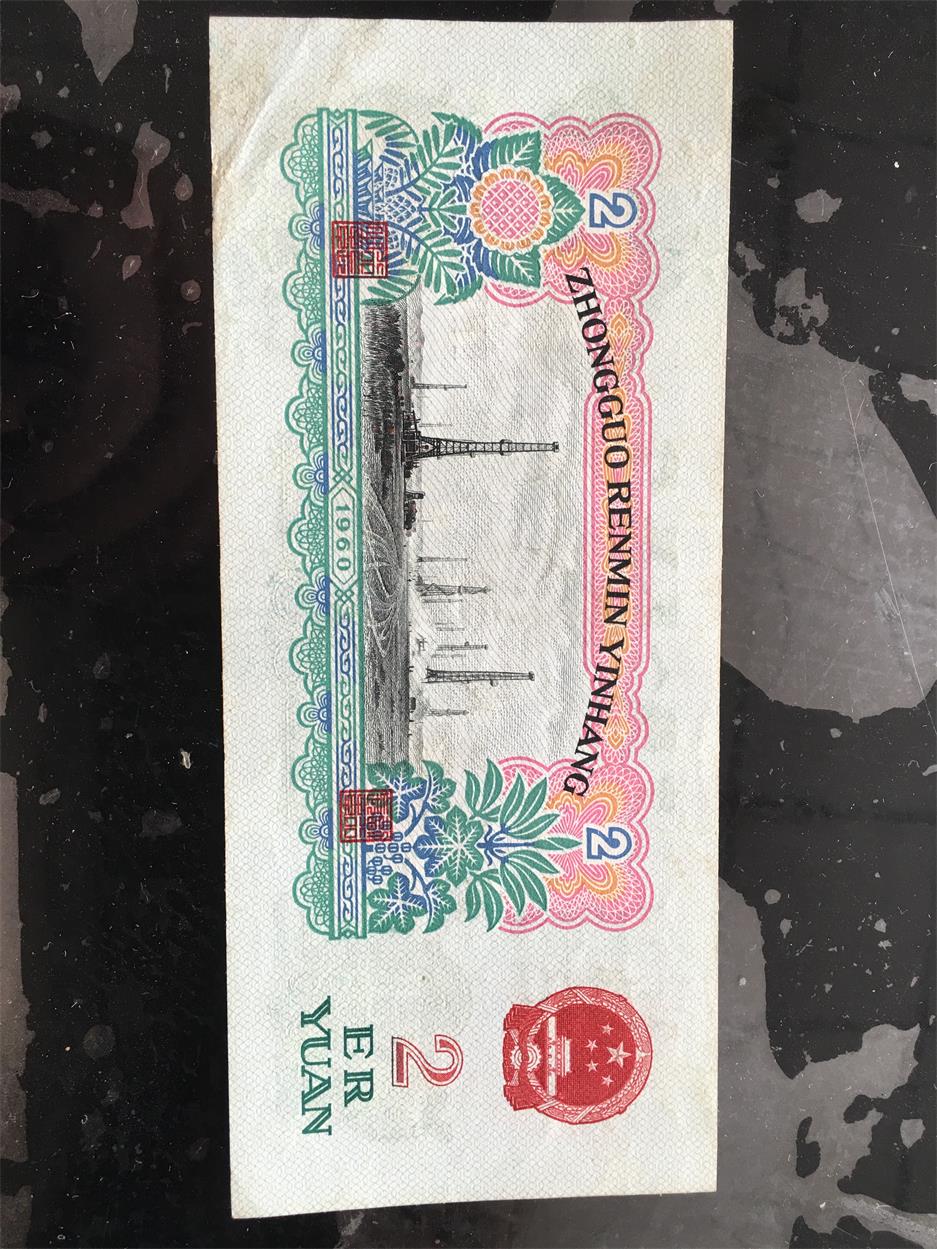 2 ZHONGGUO RENMIN YINHANG 2
1960
2
ER
YUAN